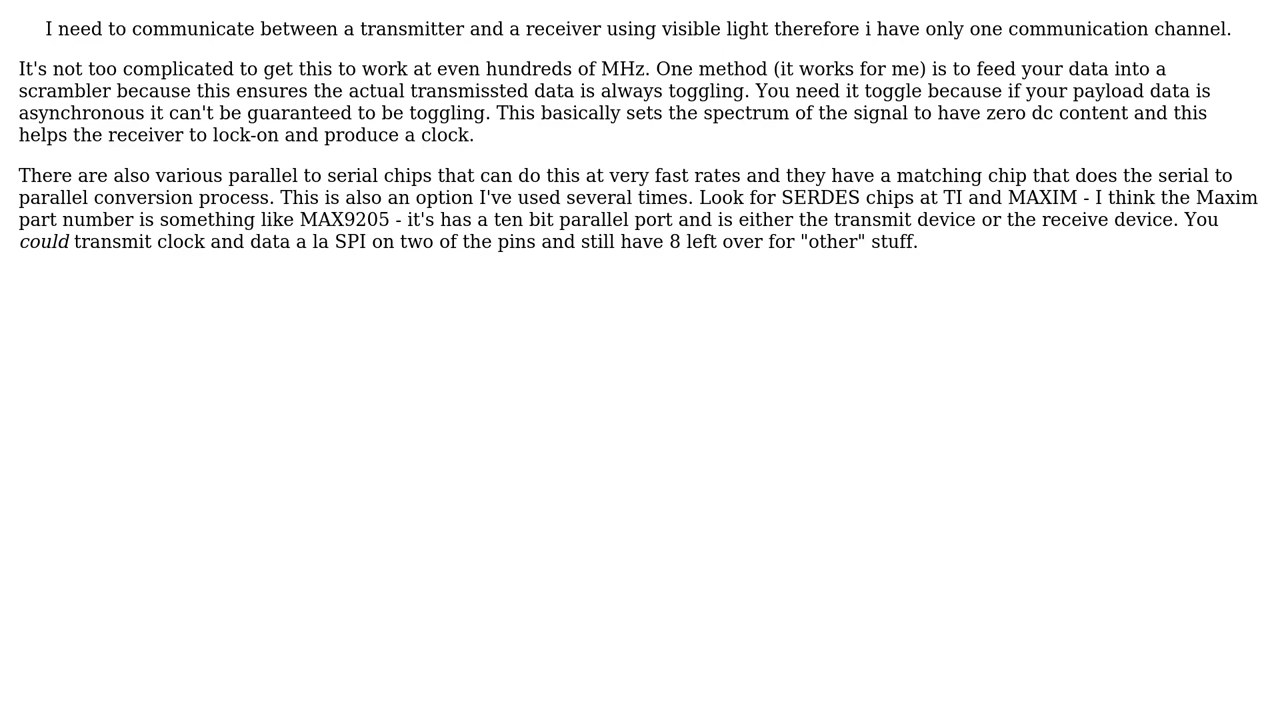 I need to communicate between a transmitter and a receiver using visible light therefore i have only one communication channel.
It's not too complicated to get this to work at even hundreds of MHz. One method (it works for me) is to feed your data into a
scrambler because this ensures the actual transmissted data is always toggling. You need it toggle because if your payload data is
asynchronous it can't be guaranteed to be toggling. This basically sets the spectrum of the signal to have zero dc content and this
helps the receiver to lock-on and produce a clock.
There are also various parallel to serial chips that can do this at very fast rates and they have a matching chip that does the serial to
parallel conversion process. This is also an option I've used several times. Look for SERDES chips at TI and MAXIM - I think the Maxim
part number is something like MAX9205 - it's has a ten bit parallel port and is either the transmit device or the receive device. You
could transmit clock and data a la SPI on two of the pins and still have 8 left over for "other" stuff.